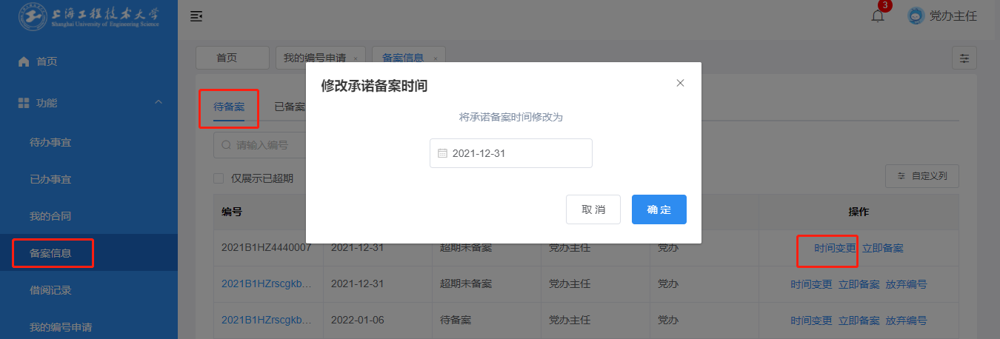 上海工程技术大学
Shanghai University of Engineering Science
3
党办主任
首页
功能
待办事宜
已办事宜
我的合同
备案信息
借阅记录
我的编号申请
首页 我的编号申请 × 备案信息 ×
修改承诺备案时间
将承诺备案时间修改为
2021-12-31
取 消 确 定
待备案 已备案
请输入编号
仅展示已超期 自定义列
编号 操作
2021B1HZ4440007 2021-12-31 超期未备案 党办 时间变更 立即备案
2021B1HZrscgkb... 2021-12-31 超期未备案 党办主任 党办 时间变更 立即备案 放弃编号
2021B1HZrscgkb... 2022-01-06 待备案 党办主任 党办 时间变更 立即备案 放弃编号